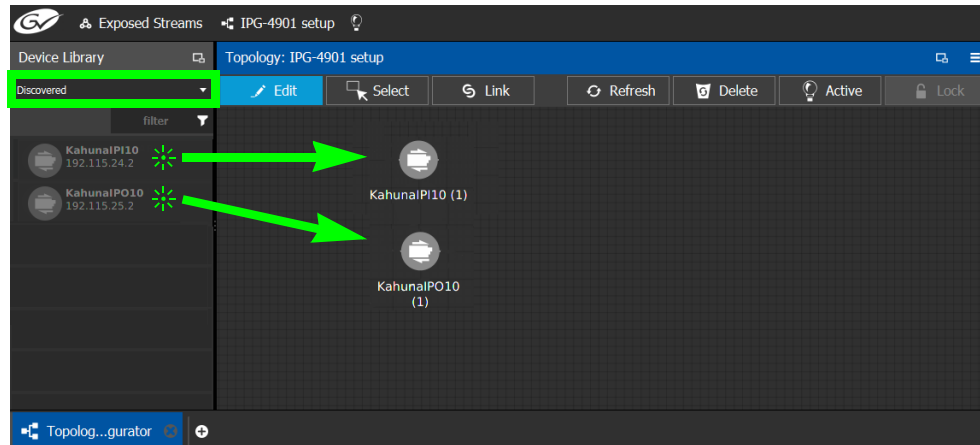 GV Exposed Streams IPG-4901 setup
Device Library
Topology: IPG-4901 setup
Discovered
Edit Select Link Refresh Delete Active Lock
filter
KahunaIPI10
192.115.24.2
KahunaIPO10
192.115.25.2
KahunaIPI10 (1)
KahunaIPO10
(1)
Topolog...gurator